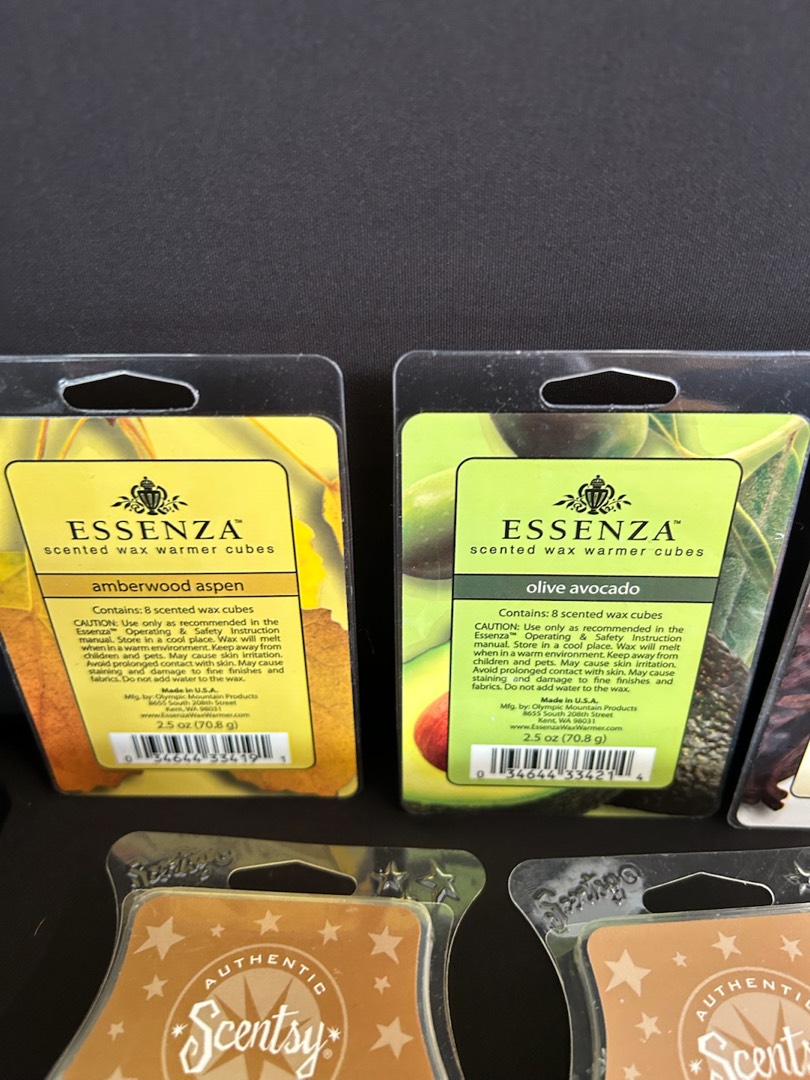 ESSENZA™
scented wax warmer cubes
amberwood aspen
Contains: 8 scented wax cubes
CAUTION: Use only as recommended in the
Essenza™ Operating & Safety Instruction
manual. Store in a cool place. Wax will melt
when in a warm environment. Keep away from
children and pets. May cause skin irritation.
Avoid prolonged contact with skin. May cause
staining and damage to fine finishes and
fabrics. Do not add water to the wax.
Made in U.S.A.
Mfg. by: Olympic Mountain Products
8655 South 208th Street
Kent, WA 98031
www.EssenzaWaxWarmer.com
2.5 oz (70.8 g)
0 34644 33419 1
ESSENZA™
scented wax warmer cubes
olive avocado
Contains: 8 scented wax cubes
CAUTION: Use only as recommended in the
Essenza™ Operating & Safety Instruction
manual. Store in a cool place. Wax will melt
when in a warm environment. Keep away from
children and pets. May cause skin irritation.
Avoid prolonged contact with skin. May cause
staining and damage to fine finishes and
fabrics. Do not add water to the wax.
Made in U.S.A.
Mfg. by: Olympic Mountain Products
8655 South 208th Street
Kent, WA 98031
www.EssenzaWaxWarmer.com
2.5 oz (70.8 g)
0 34644 33421 4
Scentsy
AUTHENTIC
Scentsy®
Scentsy
AUTHENTI
Scents